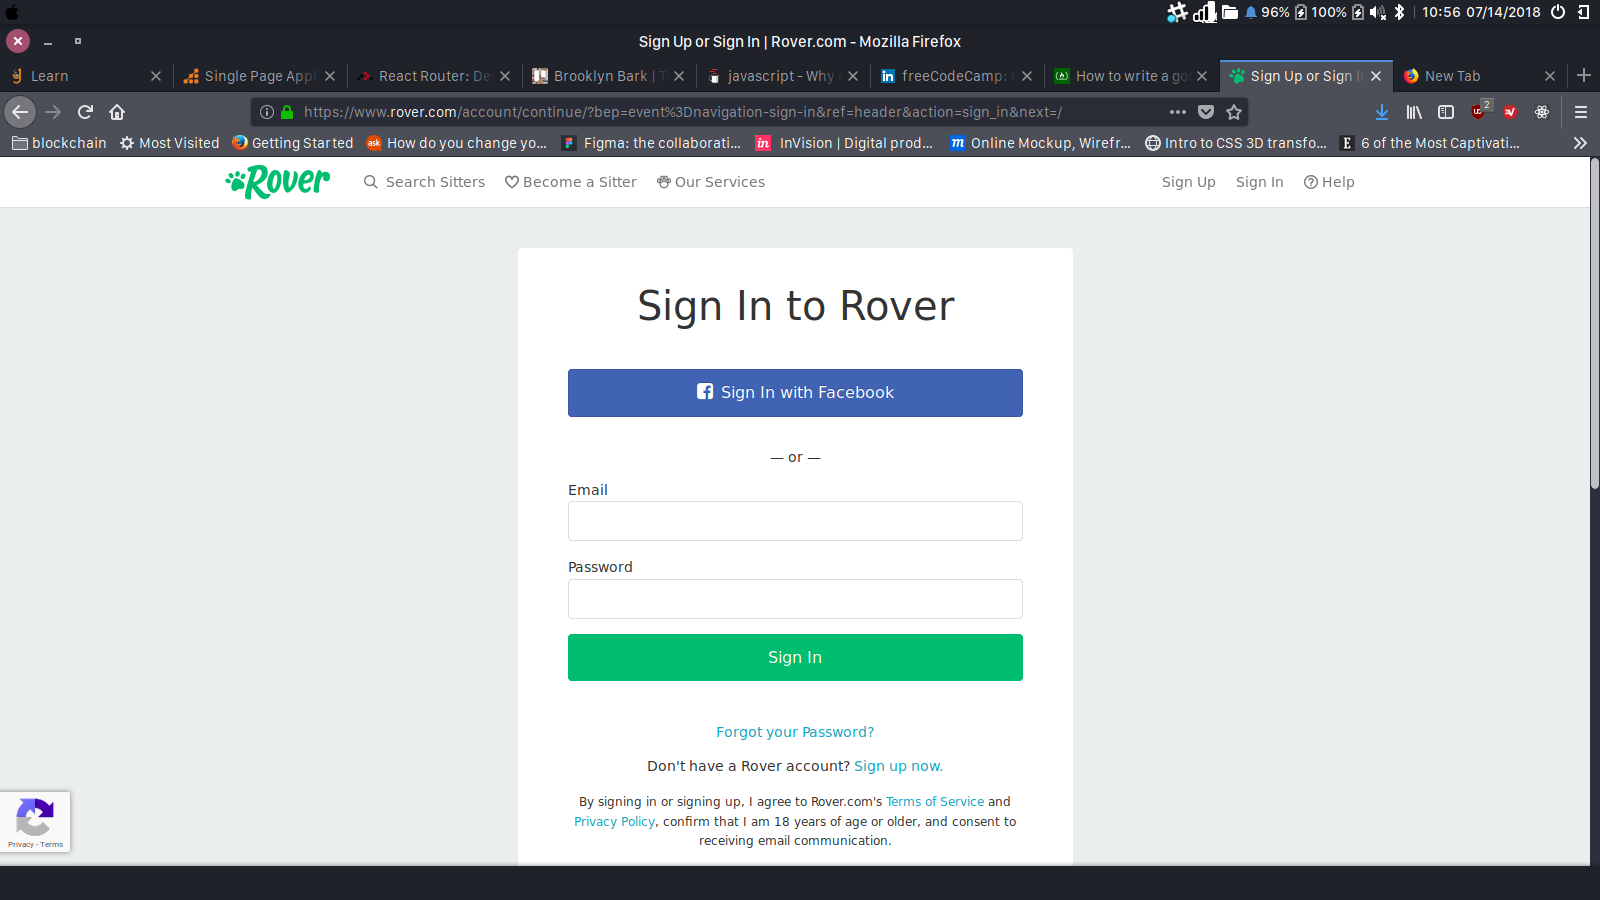 96% 100% 10:56 07/14/2018
Sign Up or Sign In | Rover.com - Mozilla Firefox
Learn
Single Page Appl
React Router: De
Brooklyn Bark | T
javascript - Why
freeCodeCamp:
How to write a go
Sign Up or Sign I
New Tab
https://www.rover.com/account/continue/?bep=event%3Dnavigation-sign-in&ref=header&action=sign_in&next=/
2
blockchain
Most Visited
Getting Started
ask
How do you change yo...
Figma: the collaborati...
in
InVision | Digital prod...
m
Online Mockup, Wirefr...
Intro to CSS 3D transfo...
E
6 of the Most Captivati...
Rover
Search Sitters
Become a Sitter
Our Services
Sign Up
Sign In
Help
Sign In to Rover
Sign In with Facebook
— or —
Email
Password
Sign In
Forgot your Password?
Don't have a Rover account? Sign up now.
By signing in or signing up, I agree to Rover.com's Terms of Service and
Privacy Policy, confirm that I am 18 years of age or older, and consent to
receiving email communication.
Privacy - Terms